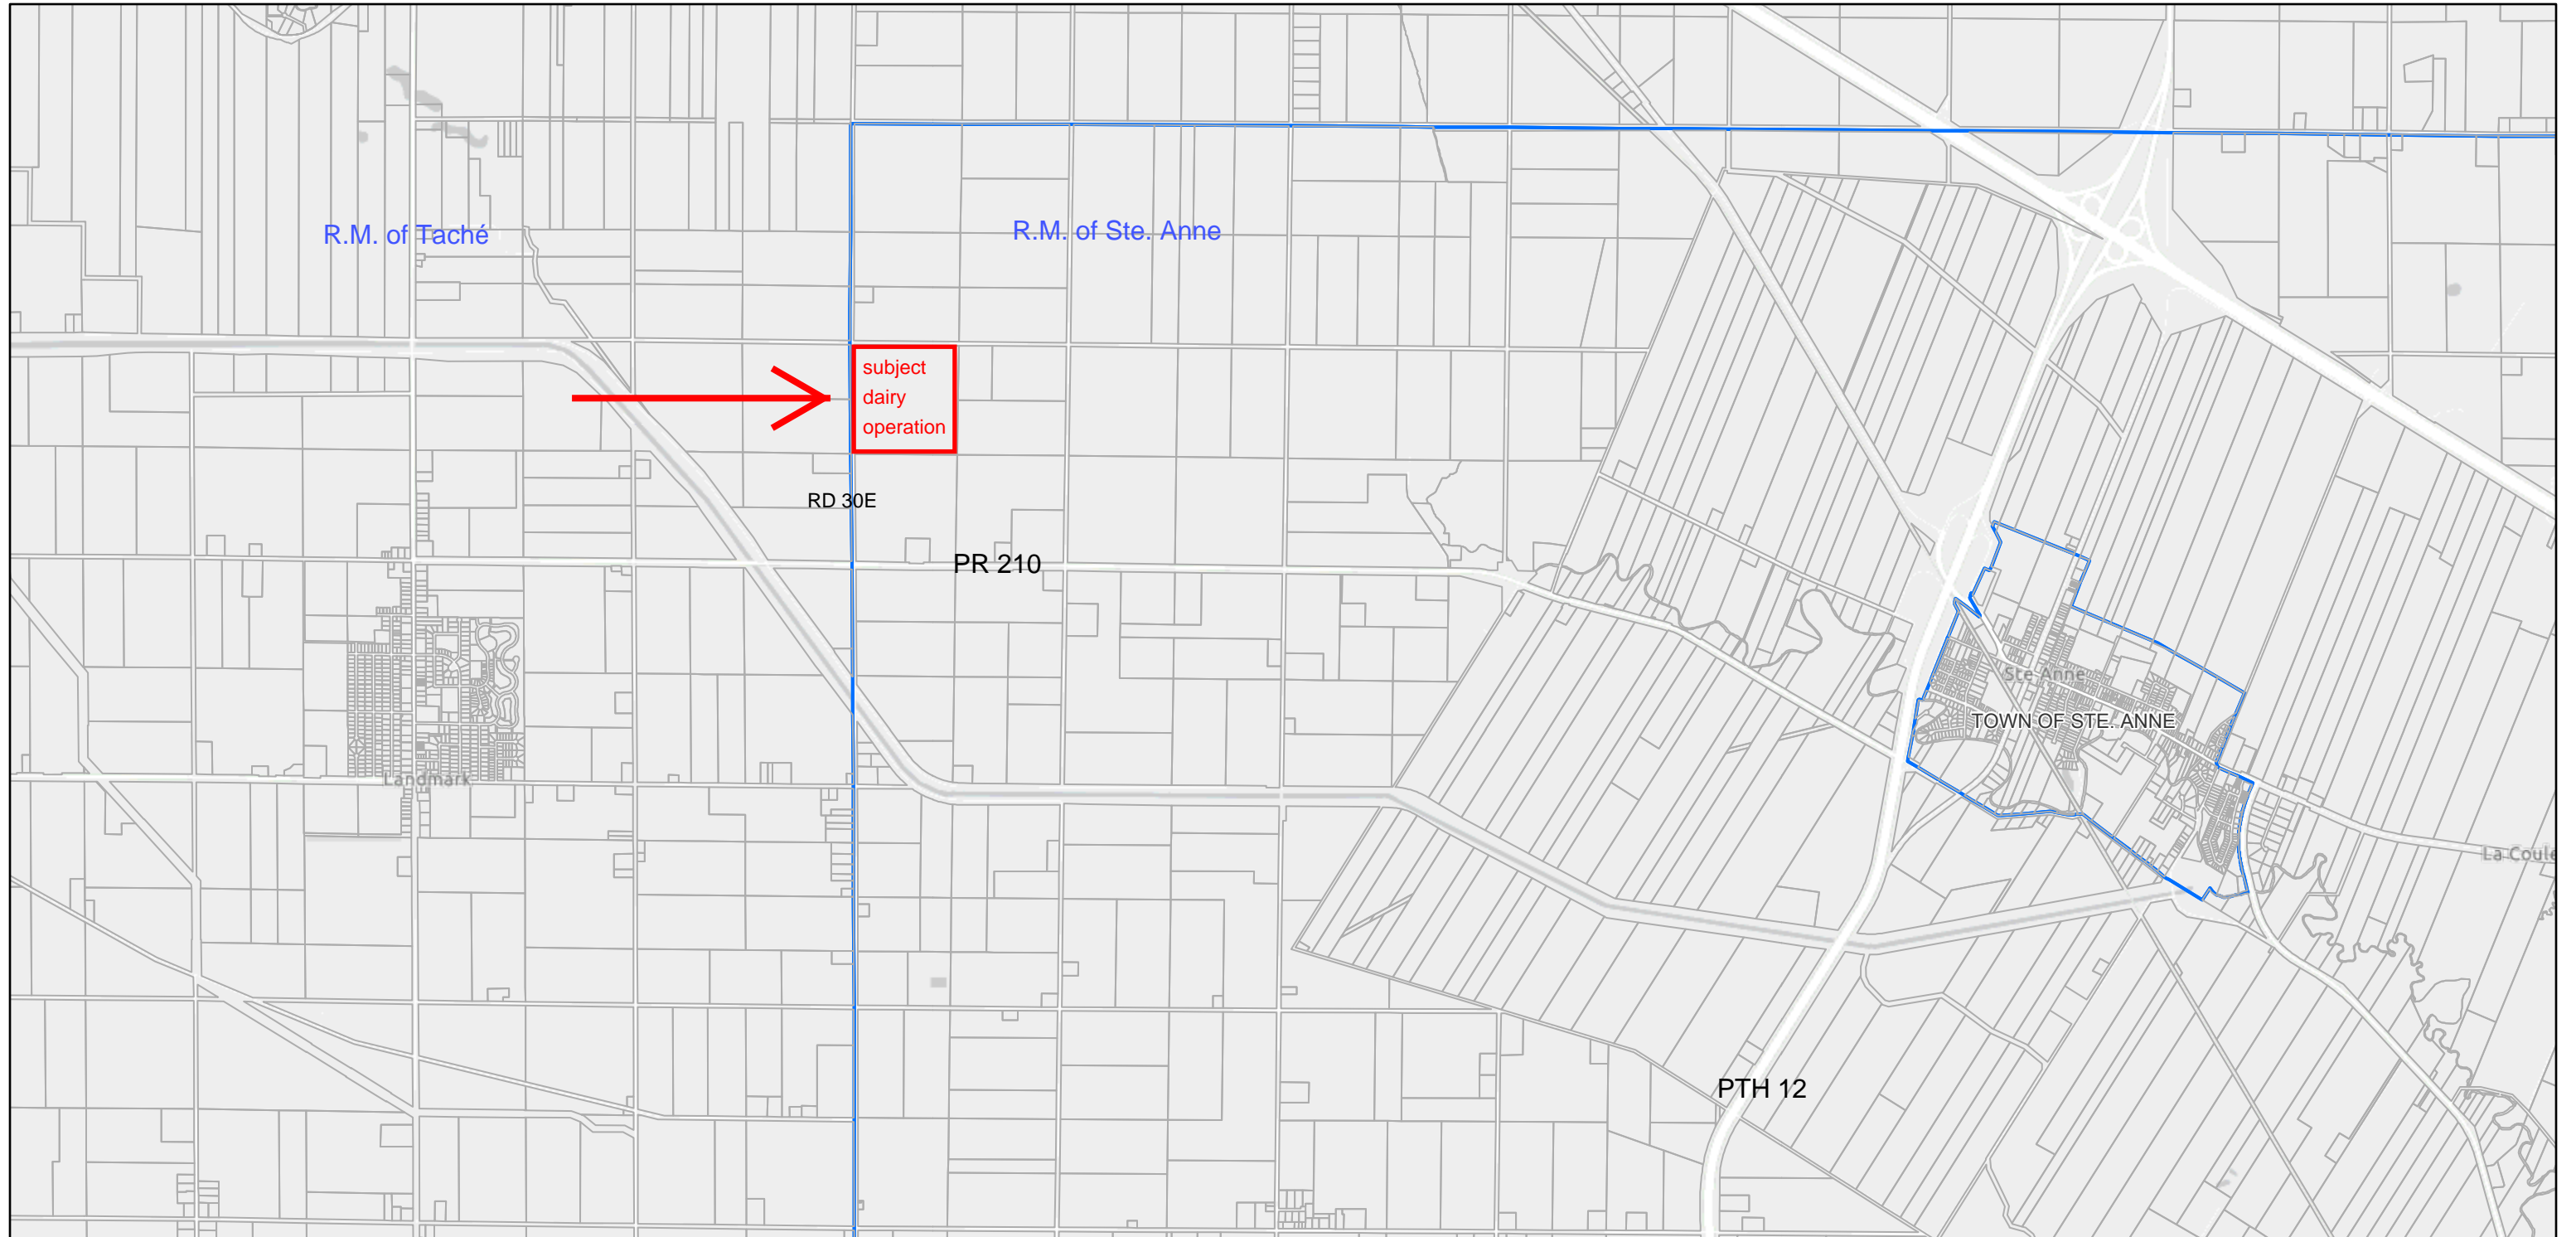 R.M. of Taché
R.M. of Ste. Anne
subject
dairy
operation
RD 30E
PR 210
Ste Anne
TOWN OF STE. ANNE
Landmark
La Coule
PTH 12